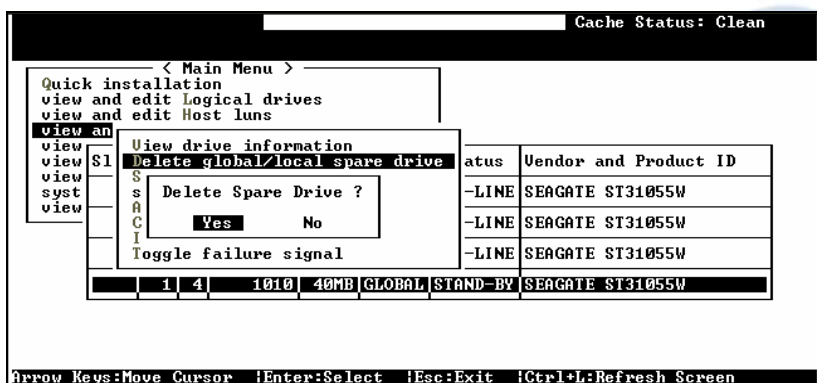 Cache Status: Clean
< Main Menu >
Quick installation
view and edit Logical drives
view and edit Host luns
view an
view
view
view
syst
view
View drive information
Delete global/local spare drive
S
s
A
C
I
Toggle failure signal
Delete Spare Drive ?
Yes No
Sl atus Vendor and Product ID
-LINE SEAGATE ST31055W
-LINE SEAGATE ST31055W
-LINE SEAGATE ST31055W
1 4 1010 40MB GLOBAL STAND-BY SEAGATE ST31055W
Arrow Keys:Move Cursor |Enter:Select |Esc:Exit |Ctrl+L:Refresh Screen